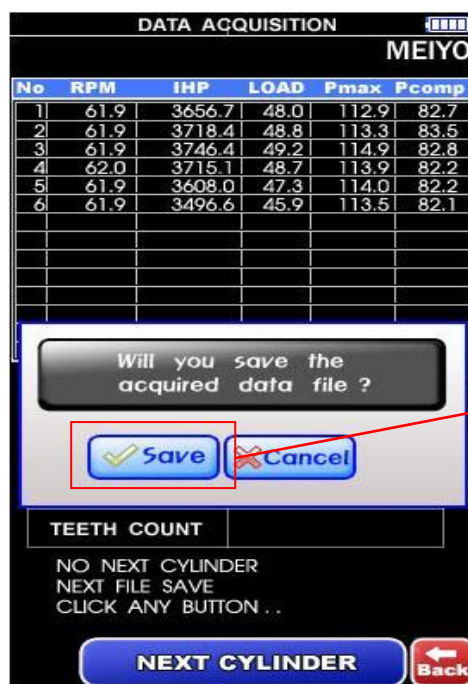 DATA ACQUISITION
MEIYO
No RPM IHP LOAD Pmax Pcomp
1 61.9 3656.7 48.0 112.9 82.7
2 61.9 3718.4 48.8 113.3 83.5
3 61.9 3746.4 49.2 114.9 82.8
4 62.0 3715.1 48.7 113.9 82.2
5 61.9 3608.0 47.3 114.0 82.2
6 61.9 3496.6 45.9 113.5 82.1
Will you save the
acquired data file ?
Save Cancel
TEETH COUNT
NO NEXT CYLINDER
NEXT FILE SAVE
CLICK ANY BUTTON . .
NEXT CYLINDER
Back